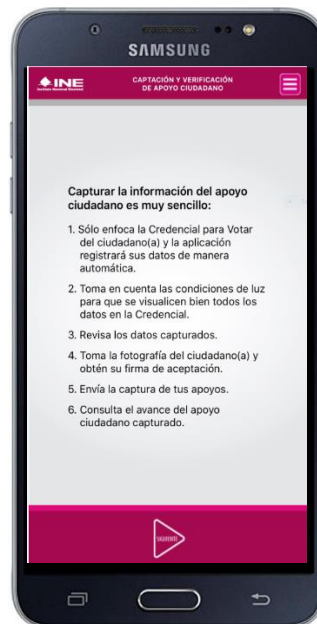 SAMSUNG
INE
Instituto Nacional Electoral
CAPTACIÓN Y VERIFICACIÓN
DE APOYO CIUDADANO
Capturar la información del apoyo
ciudadano es muy sencillo:
1. Sólo enfoca la Credencial para Votar
del ciudadano(a) y la aplicación
registrará sus datos de manera
automática.
2. Toma en cuenta las condiciones de luz
para que se visualicen bien todos los
datos en la Credencial.
3. Revisa los datos capturados.
4. Toma la fotografía del ciudadano(a) y
obtén su firma de aceptación.
5. Envía la captura de tus apoyos.
6. Consulta el avance del apoyo
ciudadano capturado.
SIGUIENTE